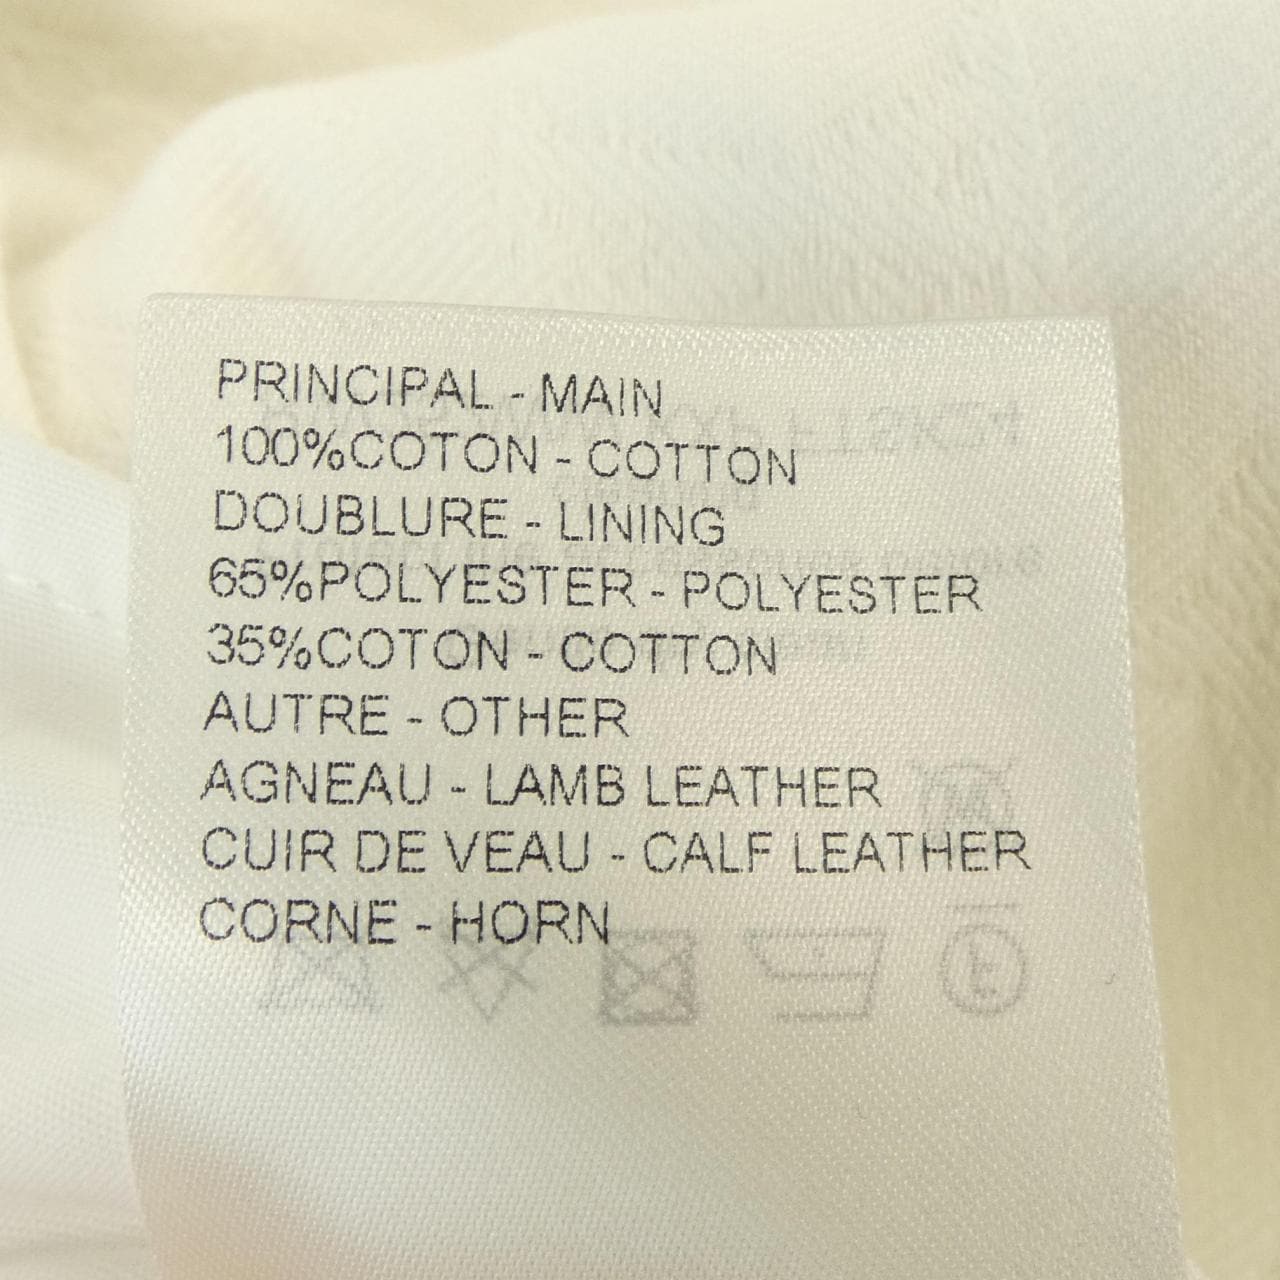 PRINCIPAL - MAIN
100%COTON - COTTON
DOUBLURE - LINING
65%POLYESTER - POLYESTER
35%COTON - COTTON
AUTRE - OTHER
AGNEAU - LAMB LEATHER
CUIR DE VEAU - CALF LEATHER
CORNE - HORN